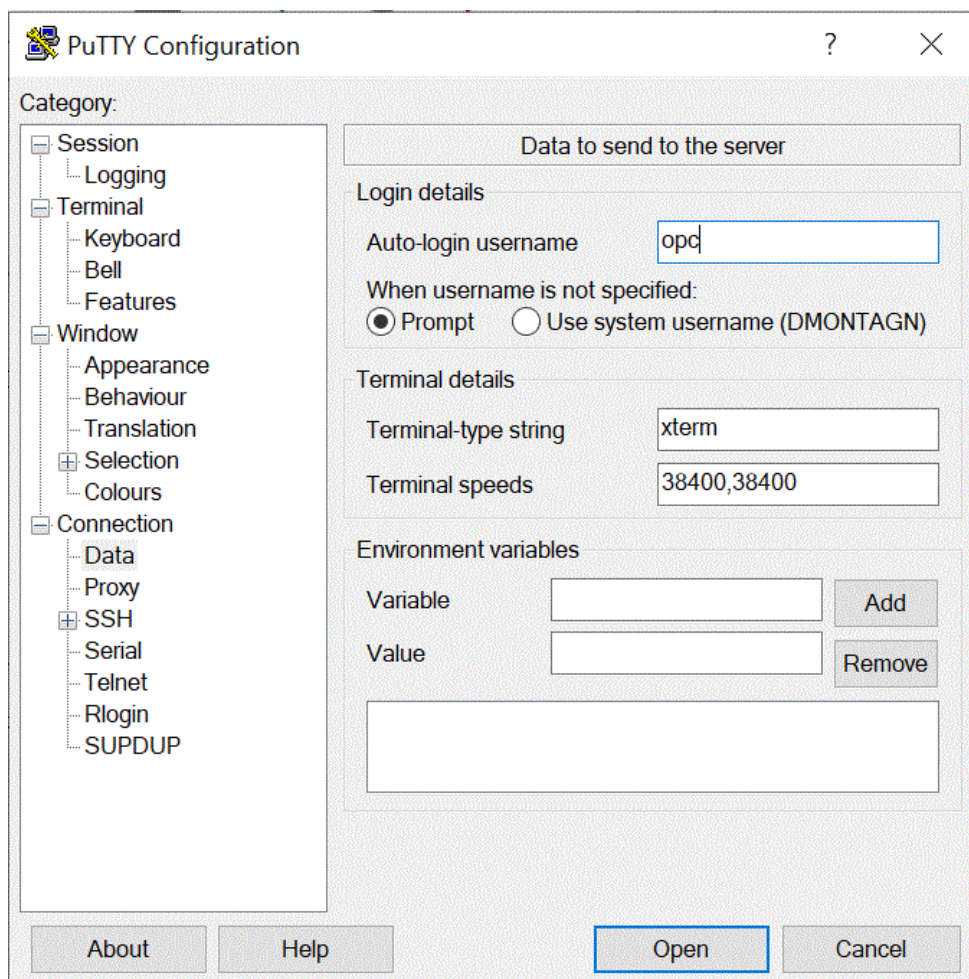 PuTTY Configuration
?
Category:
Session
Logging
Terminal
Keyboard
Bell
Features
Window
Appearance
Behaviour
Translation
Selection
Colours
Connection
Data
Proxy
SSH
Serial
Telnet
Rlogin
SUPDUP
Data to send to the server
Login details
Auto-login username opc
When username is not specified:
Prompt Use system username (DMONTAGN)
Terminal details
Terminal-type string xterm
Terminal speeds 38400,38400
Environment variables
Variable Add
Value Remove
About Help Open Cancel